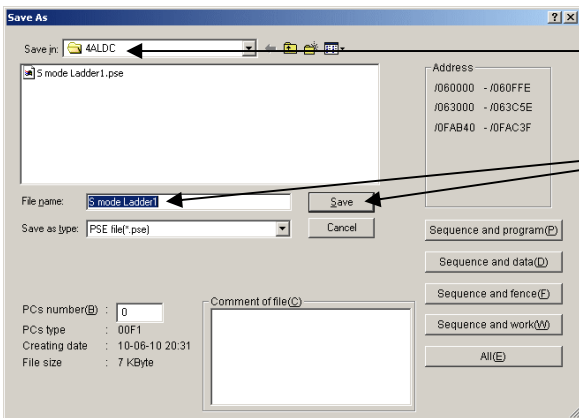 Save As
Save in: 4ALDC
S mode Ladder1.pse
Address
/060000 - /060FFE
/063000 - /063C5E
/0FAB40 - /0FAC3F
File name: S mode Ladder1
Save
Save as type: PSE file(*.pse)
Cancel
Sequence and program(P)
Sequence and data(D)
Sequence and fence(F)
Sequence and work(W)
All(E)
PCs number(B) : 0
PCs type : 00F1
Creating date : 10-06-10 20:31
File size : 7 KByte
Comment of file(C)